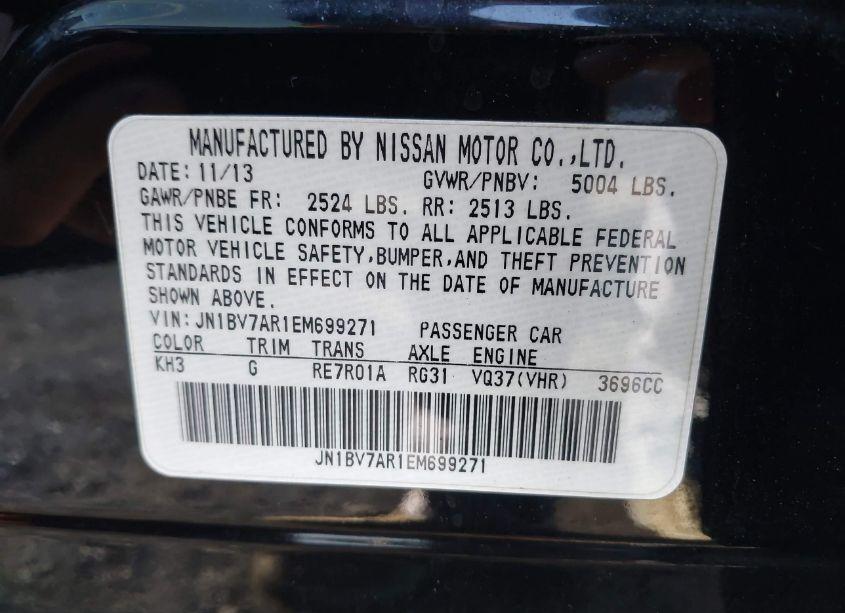 MANUFACTURED BY NISSAN MOTOR CO.,LTD.
DATE: 11/13 GVWR/PNBV: 5004 LBS.
GAWR/PNBE FR: 2524 LBS. RR: 2513 LBS.
THIS VEHICLE CONFORMS TO ALL APPLICABLE FEDERAL
MOTOR VEHICLE SAFETY,BUMPER,AND THEFT PREVENTION
STANDARDS IN EFFECT ON THE DATE OF MANUFACTURE
SHOWN ABOVE.
VIN: JN1BV7AR1EM699271 PASSENGER CAR
COLOR TRIM TRANS AXLE ENGINE
KH3 G RE7R01A RG31 VQ37(VHR) 3696CC
JN1BV7AR1EM699271